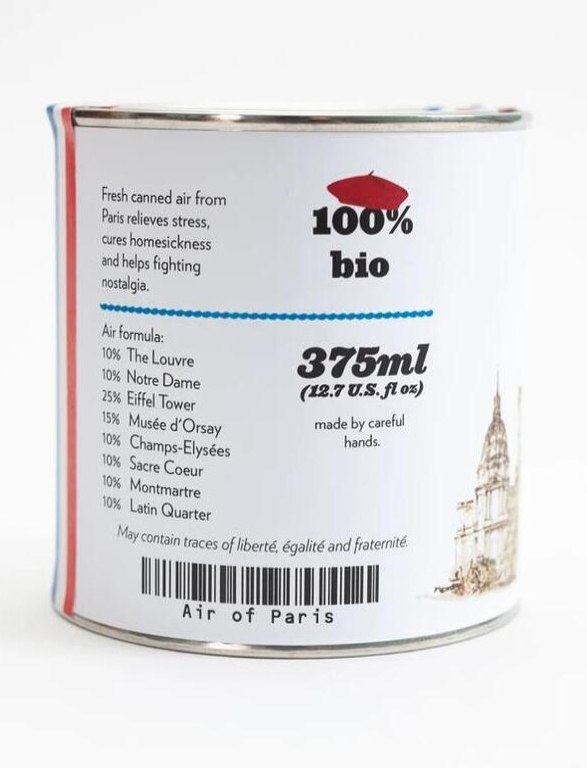 Fresh canned air from
Paris relieves stress,
cures homesickness
and helps fighting
nostalgia.
100%
bio
Air formula:
10% The Louvre
10% Notre Dame
25% Eiffel Tower
15% Musée d'Orsay
10% Champs-Elysées
10% Sacre Coeur
10% Montmartre
10% Latin Quarter
375ml
(12.7 U.S. fl oz)
made by careful
hands.
May contain traces of liberté, égalité and fraternité.
Air of Paris